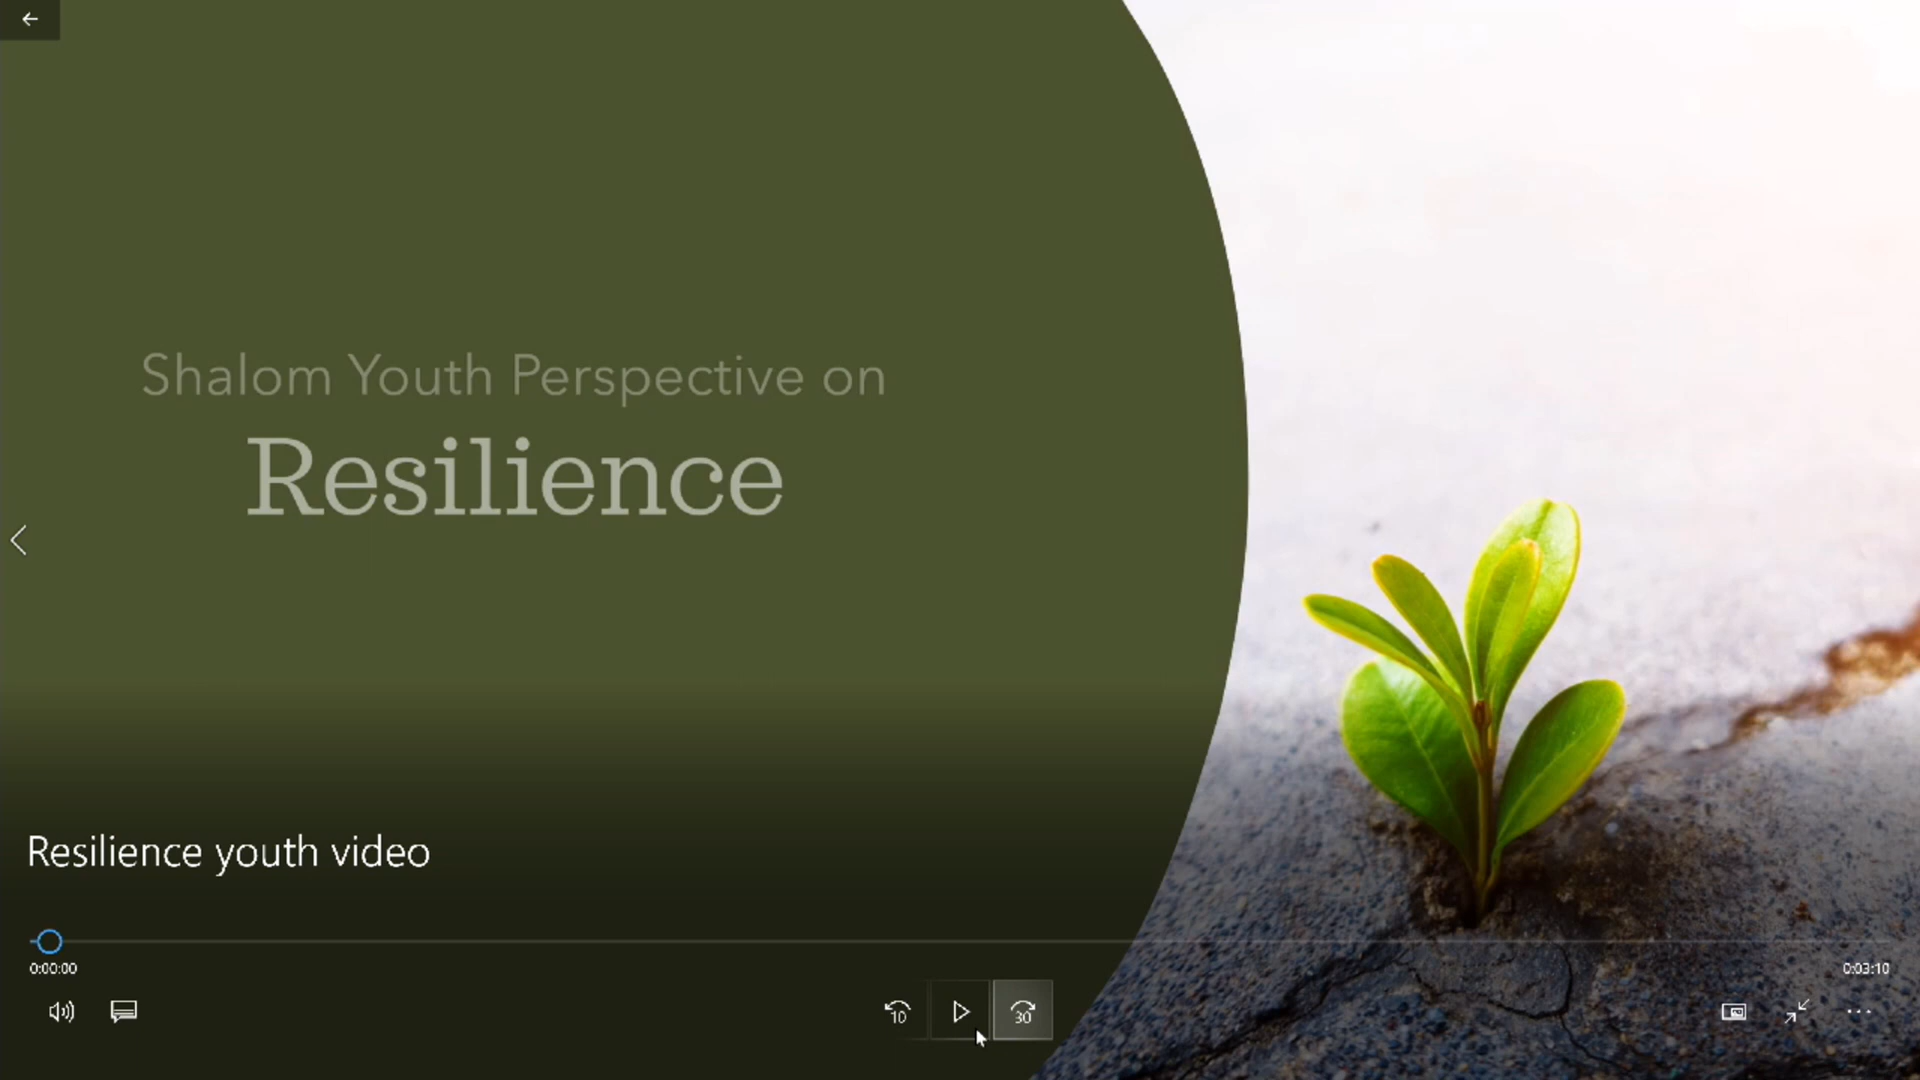 Shalom Youth Perspective on
Resilience
Resilience youth video
0:00:00
0:03:10
10
30